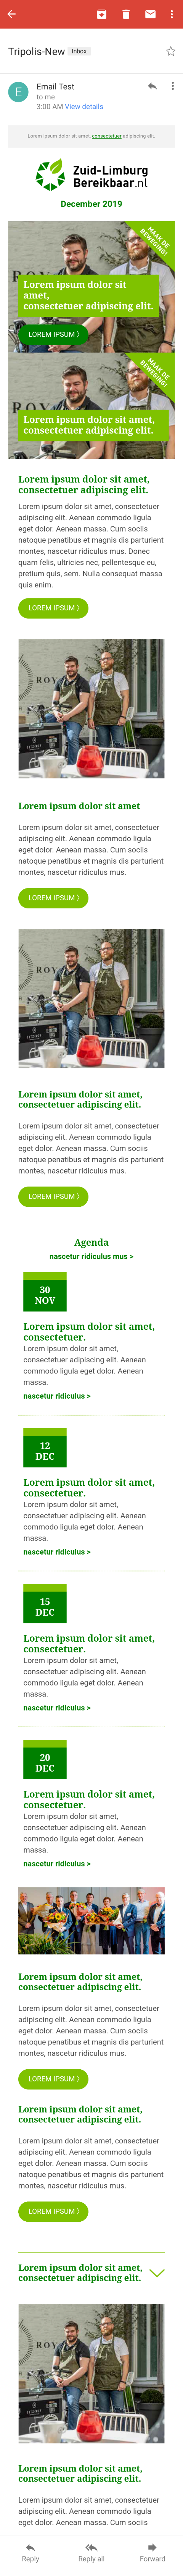 Tripolis-New Inbox
E
Email Test
to me
3:00 AM View details
Lorem ipsum dolor sit amet, consectetuer adipiscing elit.
Zuid-Limburg
Bereikbaar.nl
December 2019
MAAK DE
BEWEGING!
Lorem ipsum dolor sit
amet,
consectetuer adipiscing elit.
LOREM IPSUM 〉
MAAK DE
BEWEGING!
Lorem ipsum dolor sit amet,
consectetuer adipiscing elit.
Lorem ipsum dolor sit amet,
consectetuer adipiscing elit.
Lorem ipsum dolor sit amet, consectetuer
adipiscing elit. Aenean commodo ligula
eget dolor. Aenean massa. Cum sociis
natoque penatibus et magnis dis parturient
montes, nascetur ridiculus mus. Donec
quam felis, ultricies nec, pellentesque eu,
pretium quis, sem. Nulla consequat massa
quis enim.
LOREM IPSUM 〉
ROY
Lorem ipsum dolor sit amet
Lorem ipsum dolor sit amet, consectetuer
adipiscing elit. Aenean commodo ligula
eget dolor. Aenean massa. Cum sociis
natoque penatibus et magnis dis parturient
montes, nascetur ridiculus mus.
LOREM IPSUM 〉
ROY
Lorem ipsum dolor sit amet,
consectetuer adipiscing elit.
Lorem ipsum dolor sit amet, consectetuer
adipiscing elit. Aenean commodo ligula
eget dolor. Aenean massa. Cum sociis
natoque penatibus et magnis dis parturient
montes, nascetur ridiculus mus.
LOREM IPSUM 〉
Agenda
nascetur ridiculus mus >
30
NOV
Lorem ipsum dolor sit amet,
consectetuer.
Lorem ipsum dolor sit amet,
consectetuer adipiscing elit. Aenean
commodo ligula eget dolor. Aenean
massa.
nascetur ridiculus >
12
DEC
Lorem ipsum dolor sit amet,
consectetuer.
Lorem ipsum dolor sit amet,
consectetuer adipiscing elit. Aenean
commodo ligula eget dolor. Aenean
massa.
nascetur ridiculus >
15
DEC
Lorem ipsum dolor sit amet,
consectetuer.
Lorem ipsum dolor sit amet,
consectetuer adipiscing elit. Aenean
commodo ligula eget dolor. Aenean
massa.
nascetur ridiculus >
20
DEC
Lorem ipsum dolor sit amet,
consectetuer.
Lorem ipsum dolor sit amet,
consectetuer adipiscing elit. Aenean
commodo ligula eget dolor. Aenean
massa.
nascetur ridiculus >
Lorem ipsum dolor sit amet,
consectetuer adipiscing elit.
Lorem ipsum dolor sit amet, consectetuer
adipiscing elit. Aenean commodo ligula
eget dolor. Aenean massa. Cum sociis
natoque penatibus et magnis dis parturient
montes, nascetur ridiculus mus.
LOREM IPSUM 〉
Lorem ipsum dolor sit amet,
consectetuer adipiscing elit.
Lorem ipsum dolor sit amet, consectetuer
adipiscing elit. Aenean commodo ligula
eget dolor. Aenean massa. Cum sociis
natoque penatibus et magnis dis parturient
montes, nascetur ridiculus mus.
LOREM IPSUM 〉
Lorem ipsum dolor sit amet,
consectetuer adipiscing elit.
ROY
Lorem ipsum dolor sit amet,
consectetuer adipiscing elit.
Lorem ipsum dolor sit amet, consectetuer
adipiscing elit. Aenean commodo ligula
eget dolor. Aenean massa. Cum sociis
Reply
Reply all
Forward